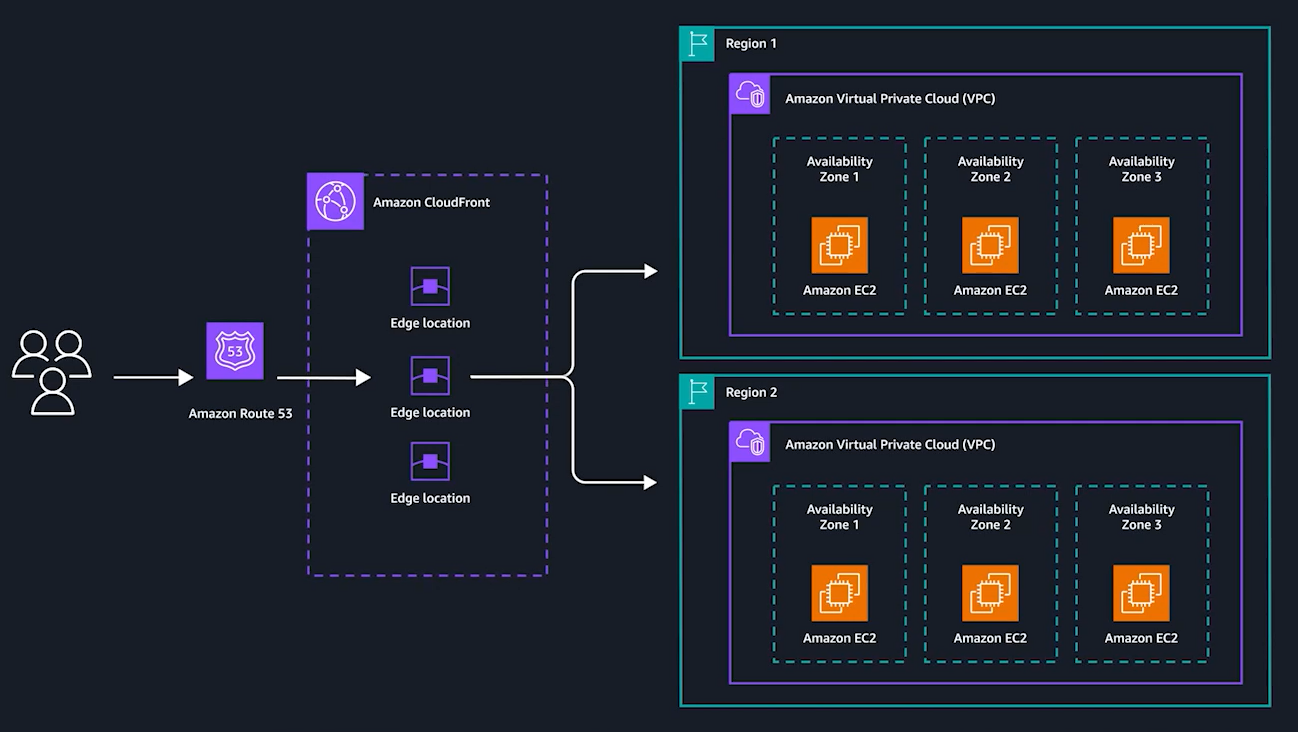 Region 1
Amazon Virtual Private Cloud (VPC)
Availability
Zone 1
Availability
Zone 2
Availability
Zone 3
Amazon EC2
Amazon EC2
Amazon EC2
Amazon CloudFront
Edge location
53
Amazon Route 53
Edge location
Edge location
Region 2
Amazon Virtual Private Cloud (VPC)
Availability
Zone 1
Availability
Zone 2
Availability
Zone 3
Amazon EC2
Amazon EC2
Amazon EC2